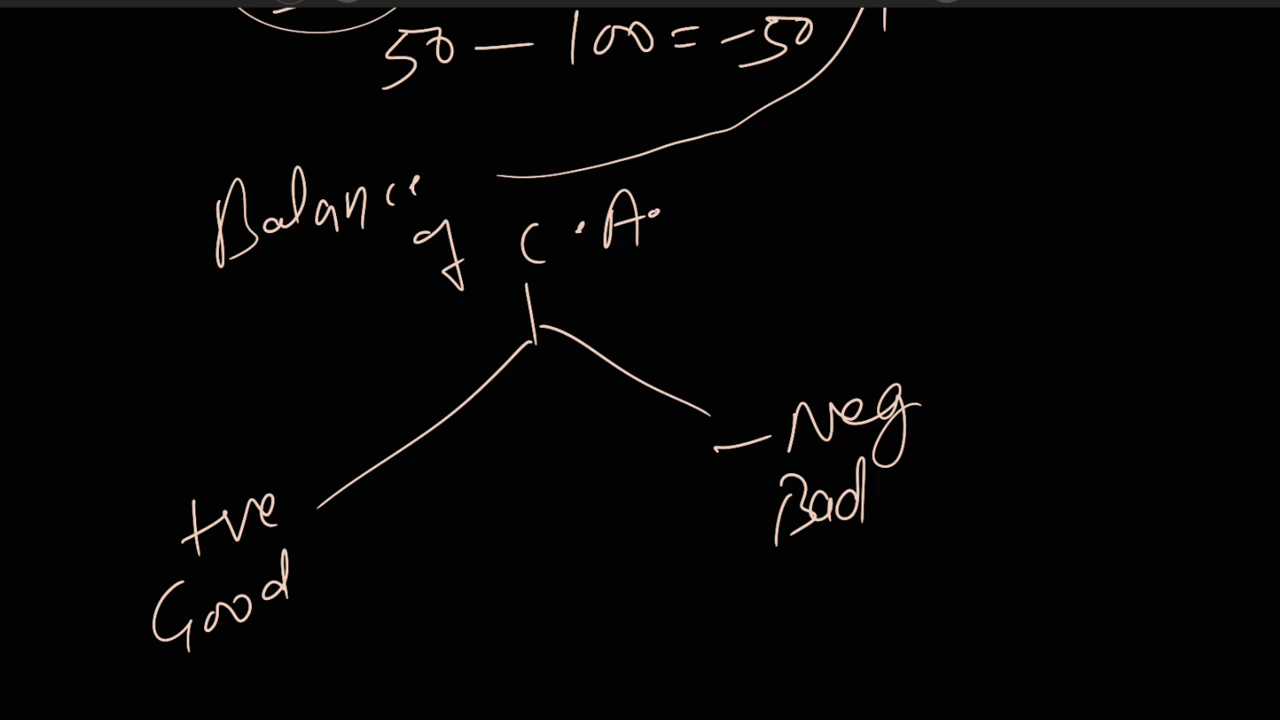 50 - 100 = -50
Balance of C.A.
+ve
Good
- Neg
Bad